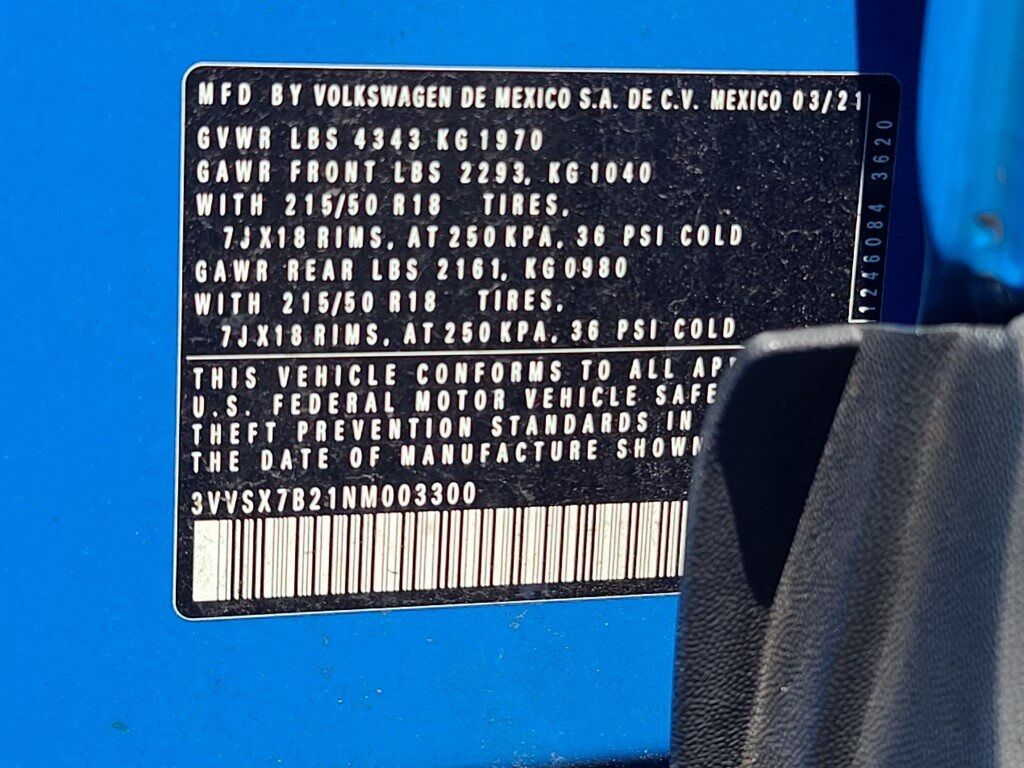 MFD BY VOLKSWAGEN DE MEXICO S.A. DE C.V. MEXICO 03/21
GVWR LBS 4343 KG 1970
GAWR FRONT LBS 2293, KG 1040
WITH 215/50 R18 TIRES,
7JX18 RIMS, AT 250 KPA, 36 PSI COLD
GAWR REAR LBS 2161, KG 0980
WITH 215/50 R18 TIRES,
7JX18 RIMS, AT 250 KPA, 36 PSI COLD
THIS VEHICLE CONFORMS TO ALL
U.S. FEDERAL MOTOR VEHICLE
THEFT PREVENTION STANDARDS IN
THE DATE OF MANUFACTURE SHOWN
3VVSX7B21NM003300
11246084 3620